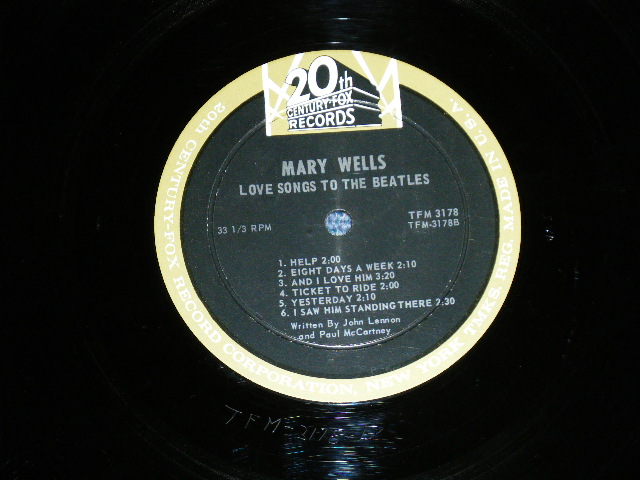 20th
CENTURY-FOX
RECORDS
MARY WELLS
LOVE SONGS TO THE BEATLES
33 1/3 RPM
TFM 3178
TFM-3178B
1. HELP 2:00
2. EIGHT DAYS A WEEK 2:10
3. AND I LOVE HIM 3:20
4. TICKET TO RIDE 2:00
5. YESTERDAY 2:10
6. I SAW HIM STANDING THERE 2:30
Written By John Lennon
and Paul McCartney
20th CENTURY-FOX RECORD CORPORATION, NEW YORK TMKS. REG. MADE IN U.S.A.